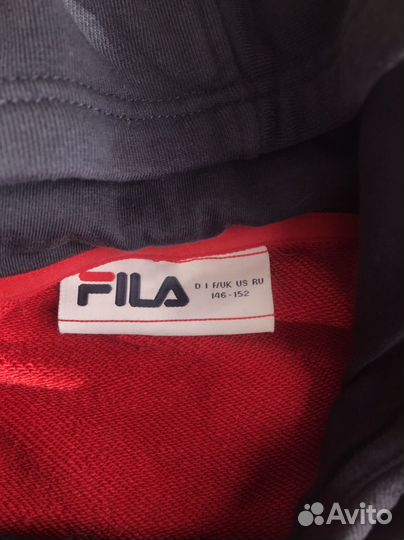 FILA
D I F/UK US RU
146-152
Avito